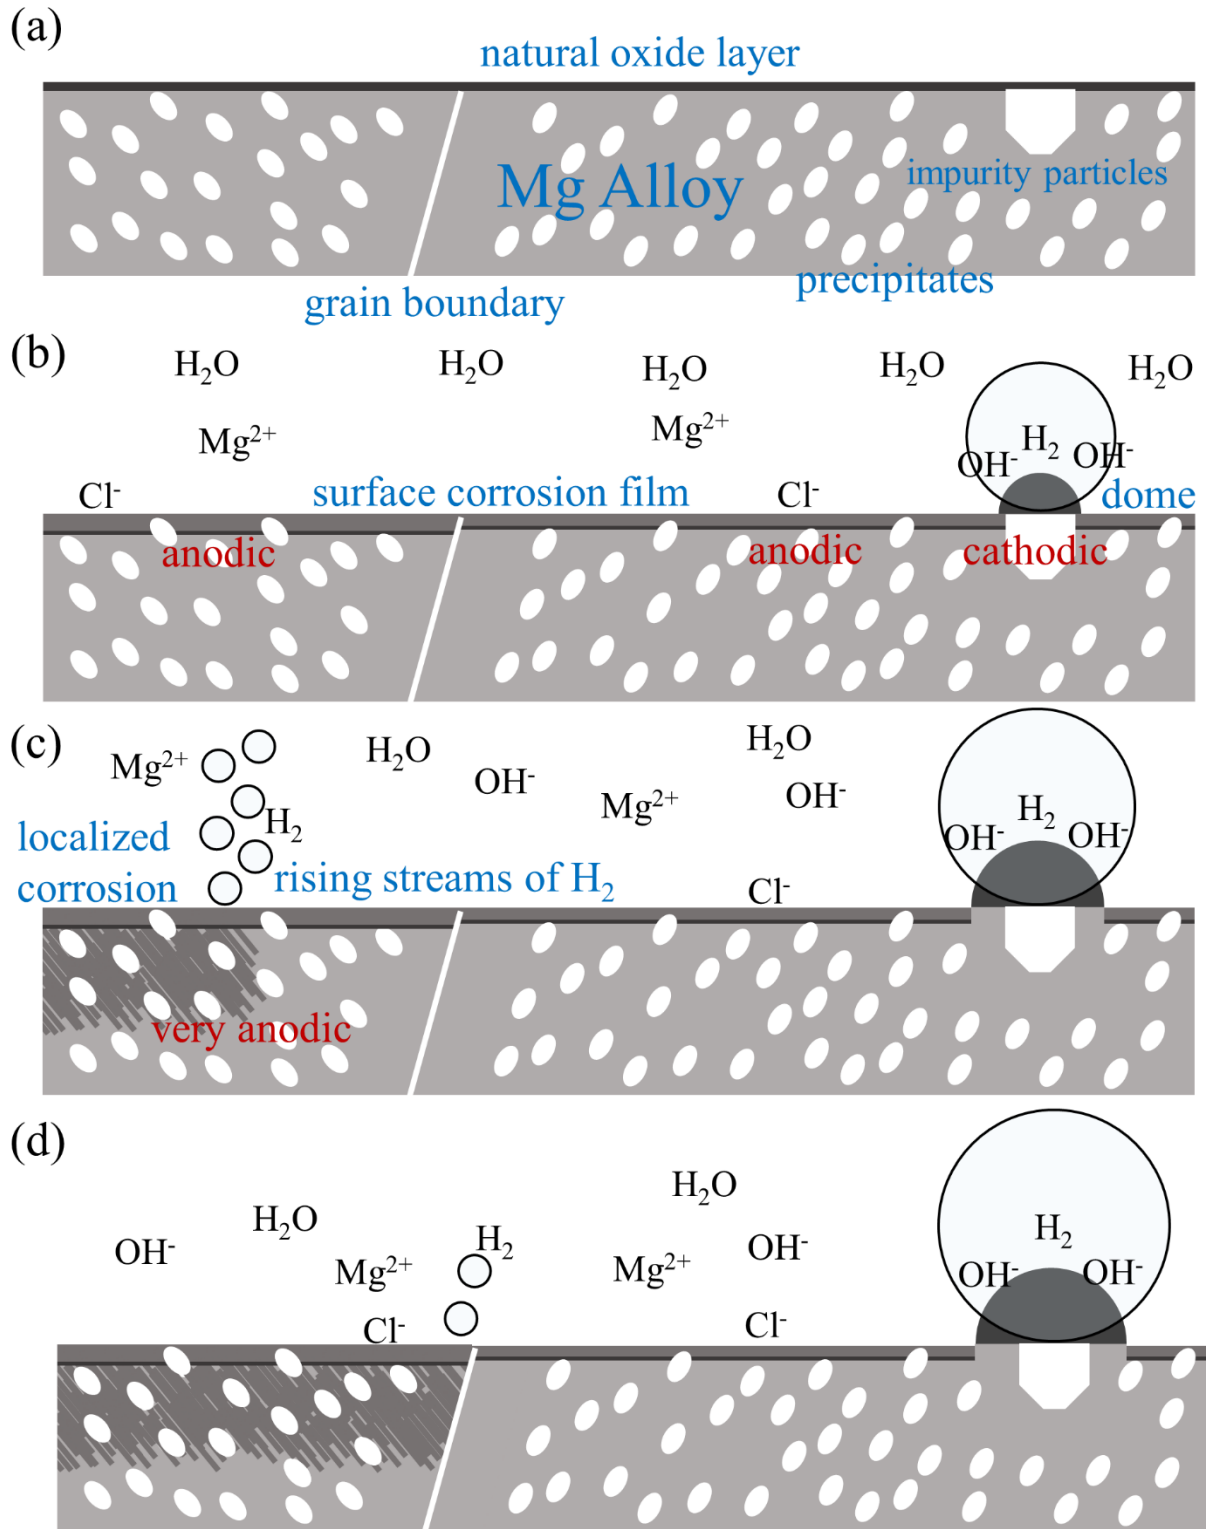 (a)
natural oxide layer
Mg Alloy
impurity particles
precipitates
grain boundary
(b)
H₂O H₂O H₂O H₂O H₂O
Mg²⁺ Mg²⁺
H₂
OH⁻ OH⁻
Cl⁻ surface corrosion film Cl⁻ dome
anodic anodic cathodic
(c)
Mg²⁺ H₂O H₂O
OH⁻ Mg²⁺ OH⁻
H₂ H₂
OH⁻ OH⁻
localized
corrosion
rising streams of H₂
Cl⁻
very anodic
(d)
H₂O
OH⁻ H₂O H₂ OH⁻ H₂
Mg²⁺ Mg²⁺ OH⁻ OH⁻
Cl⁻ Cl⁻